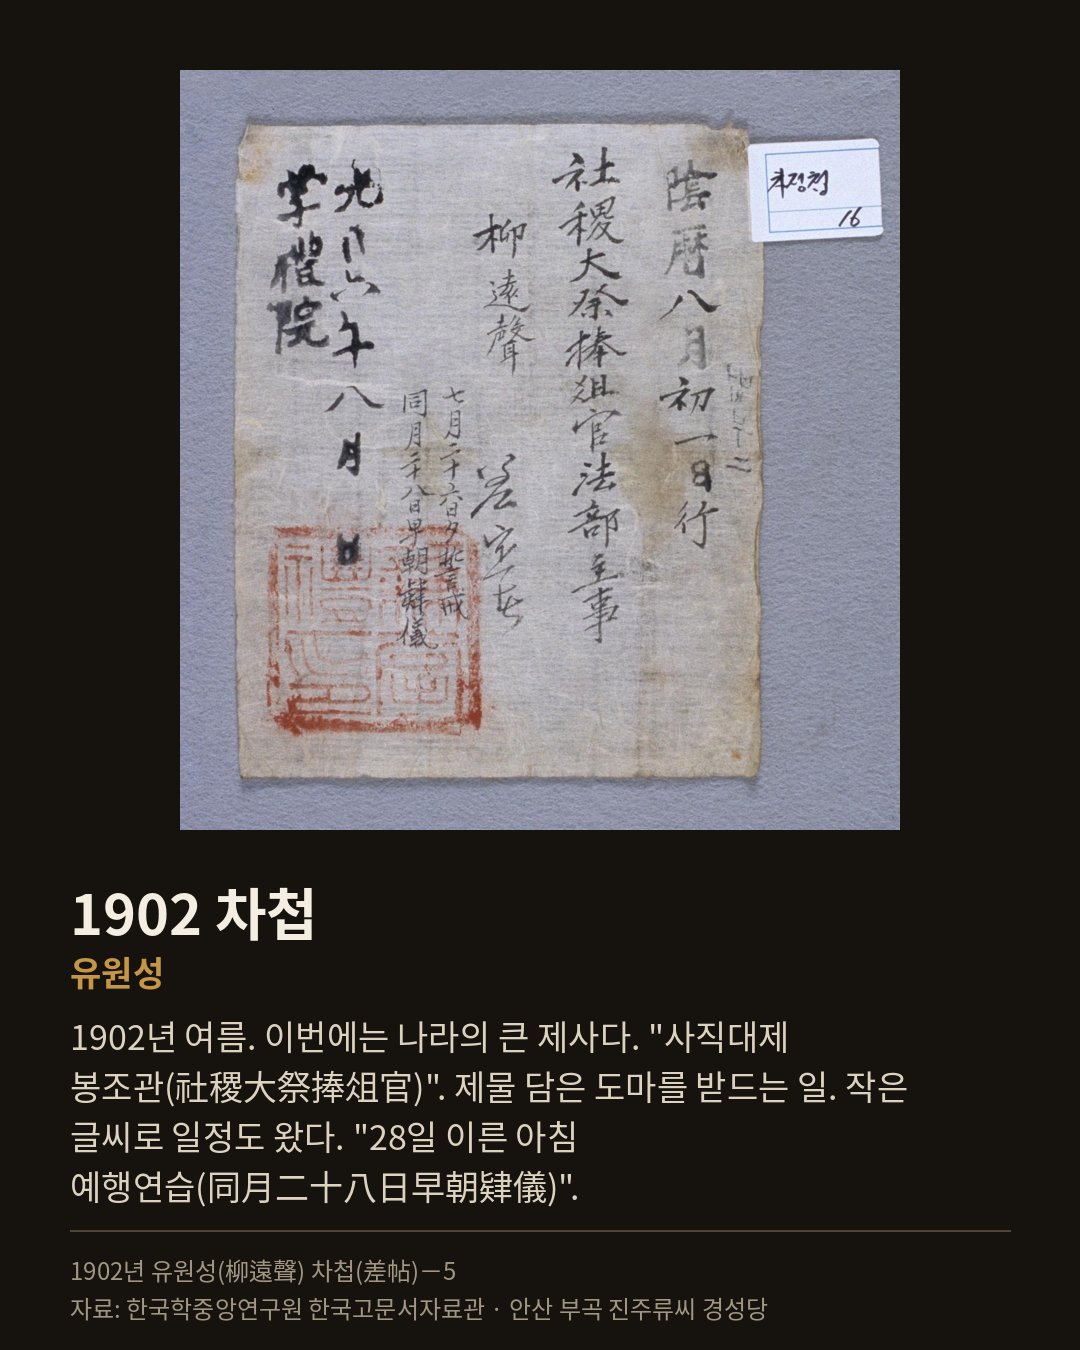 陰曆八月初一日行
社稷大祭捧俎官法部主事
柳遠聲
差定者
七月二十六日夕誓戒
同月二十八日早朝肄儀
光武六年八月 日
掌禮院
16
1902 차첩
유원성
1902년 여름. 이번에는 나라의 큰 제사다. "사직대제
봉조관(社稷大祭捧俎官)". 제물 담은 도마를 받드는 일. 작은
글씨로 일정도 왔다. "28일 이른 아침
예행연습(同月二十八日早朝肄儀)".
1902년 유원성(柳遠聲) 차첩(差帖)－5
자료: 한국학중앙연구원 한국고문서자료관 · 안산 부곡 진주류씨 경성당